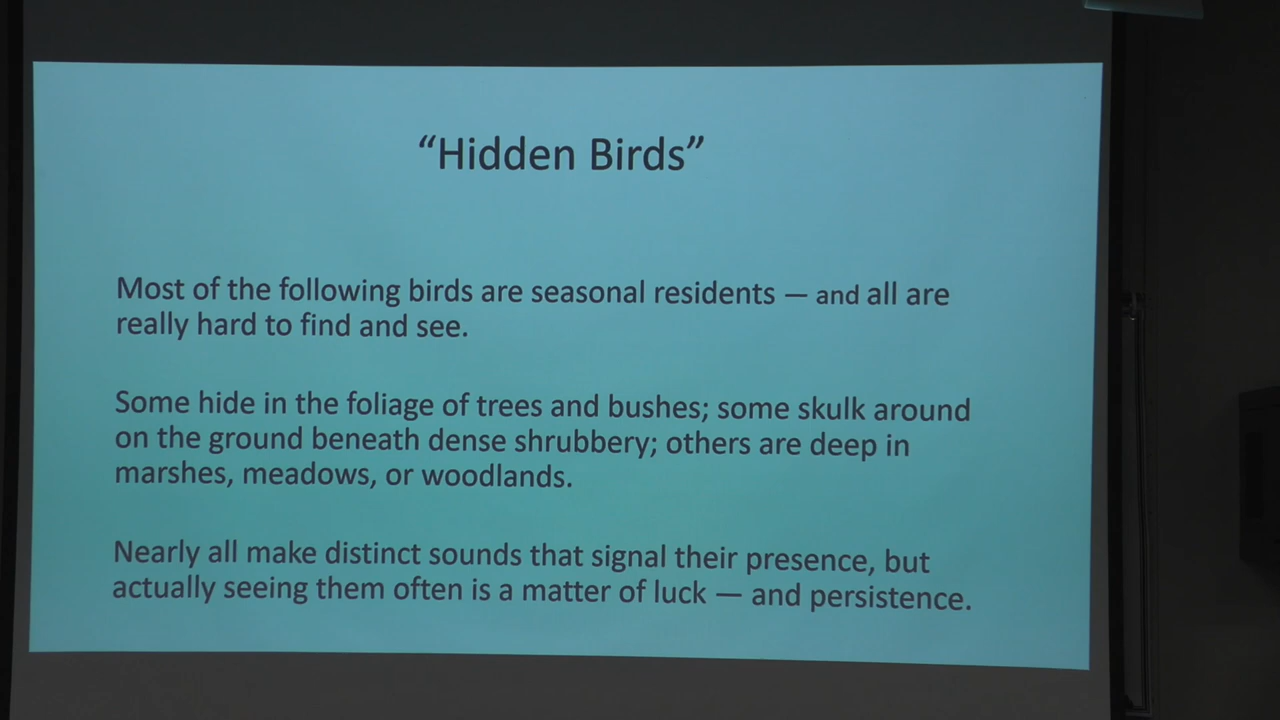 “Hidden Birds”
Most of the following birds are seasonal residents — and all are
really hard to find and see.
Some hide in the foliage of trees and bushes; some skulk around
on the ground beneath dense shrubbery; others are deep in
marshes, meadows, or woodlands.
Nearly all make distinct sounds that signal their presence, but
actually seeing them often is a matter of luck — and persistence.